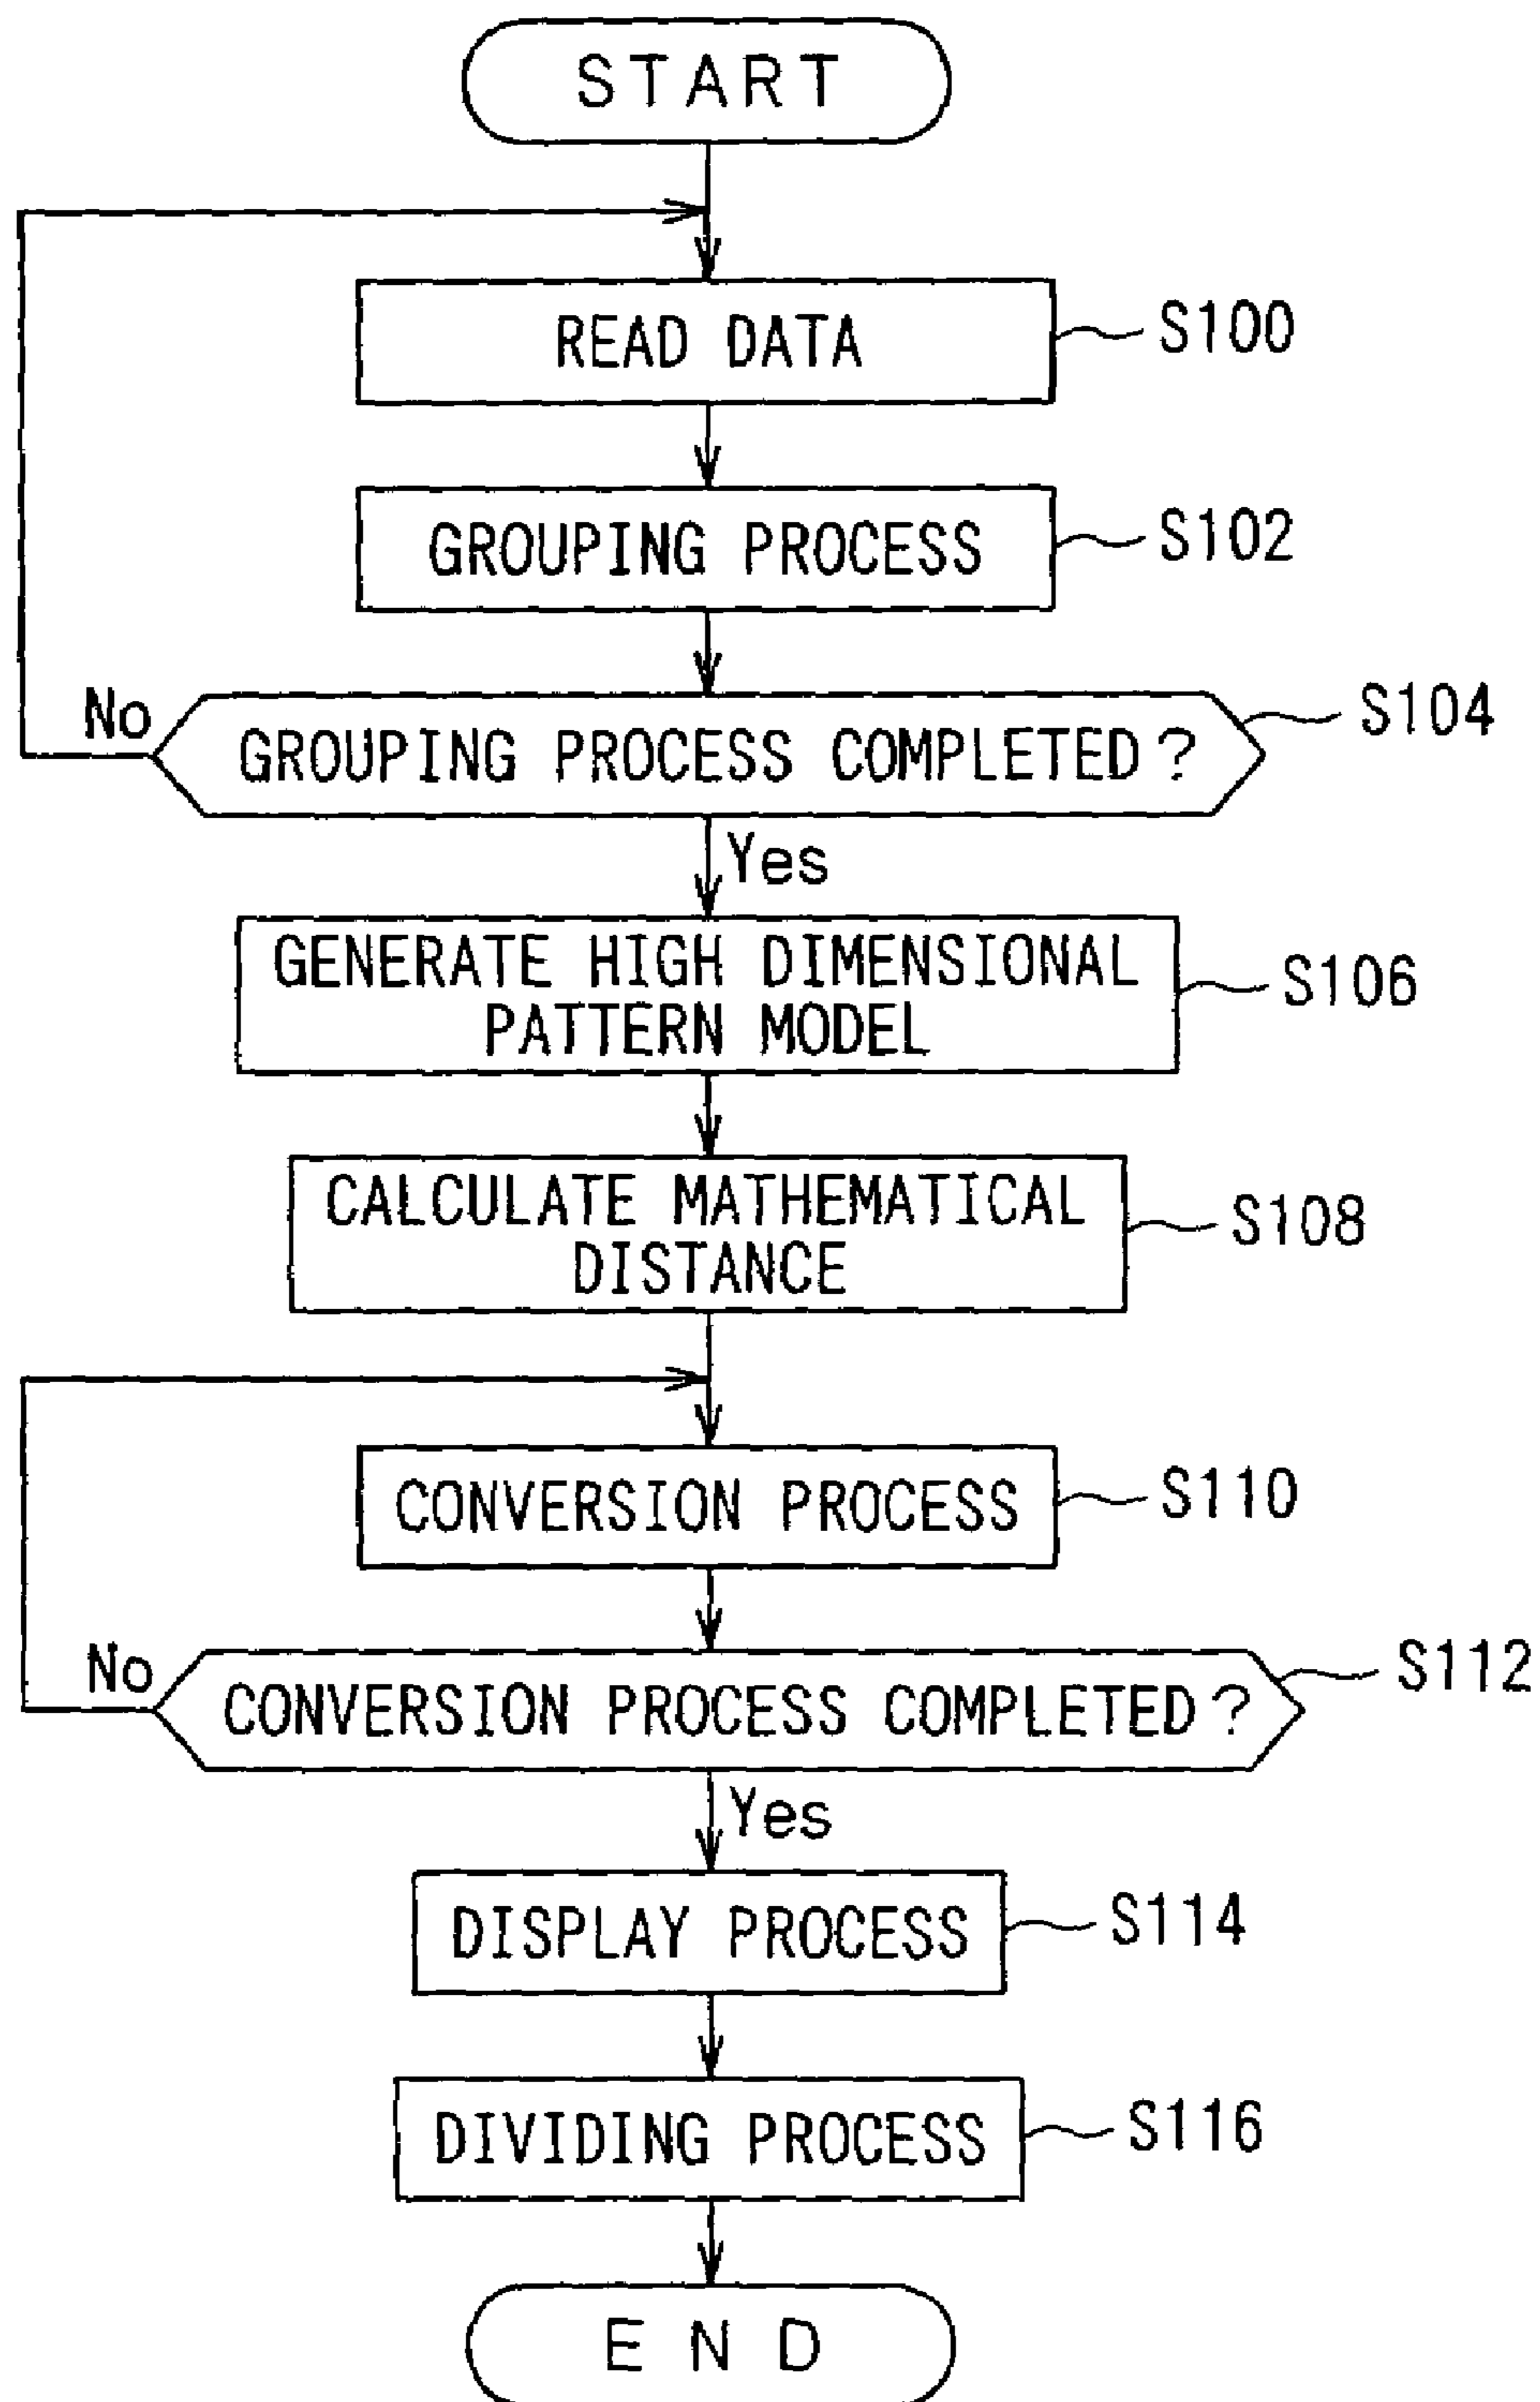 START
READ DATA
S100
GROUPING PROCESS
S102
No
GROUPING PROCESS COMPLETED?
S104
Yes
GENERATE HIGH DIMENSIONAL
PATTERN MODEL
S106
CALCULATE MATHEMATICAL
DISTANCE
S108
CONVERSION PROCESS
S110
No
CONVERSION PROCESS COMPLETED?
S112
Yes
DISPLAY PROCESS
S114
DIVIDING PROCESS
S116
END